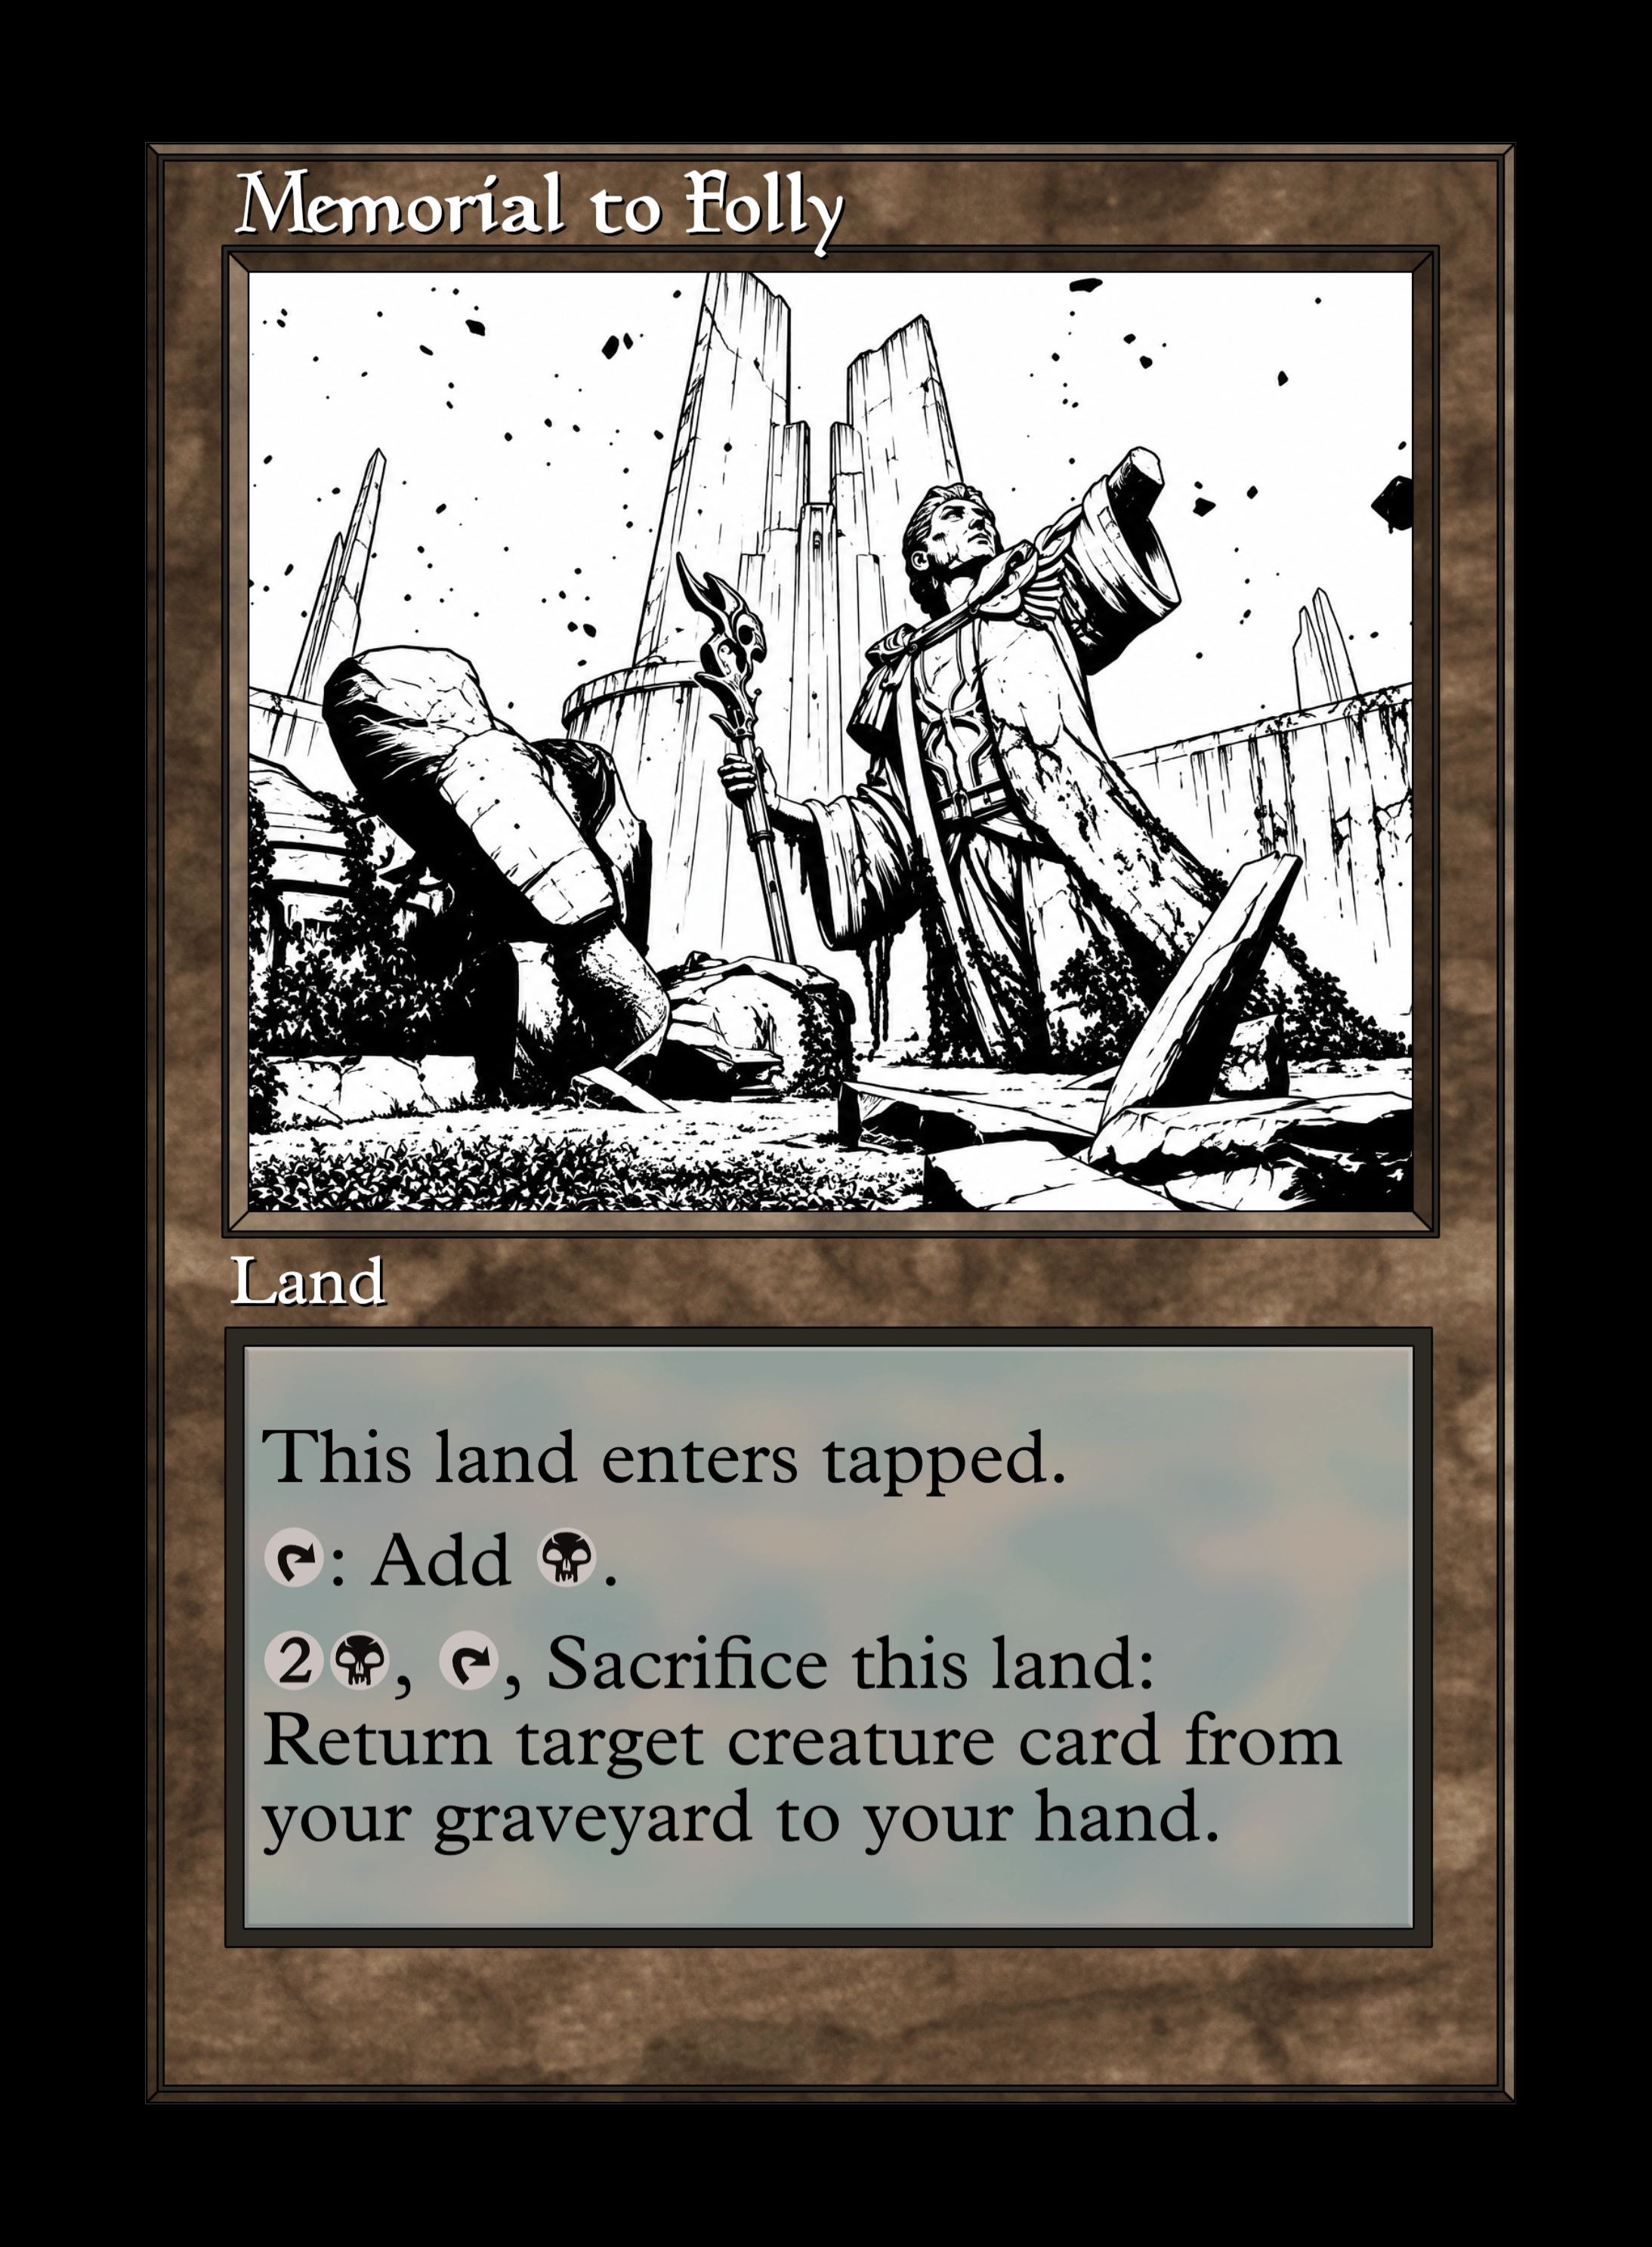 Memorial to Folly
Land
This land enters tapped.
: Add .
2, , Sacrifice this land:
Return target creature card from
your graveyard to your hand.